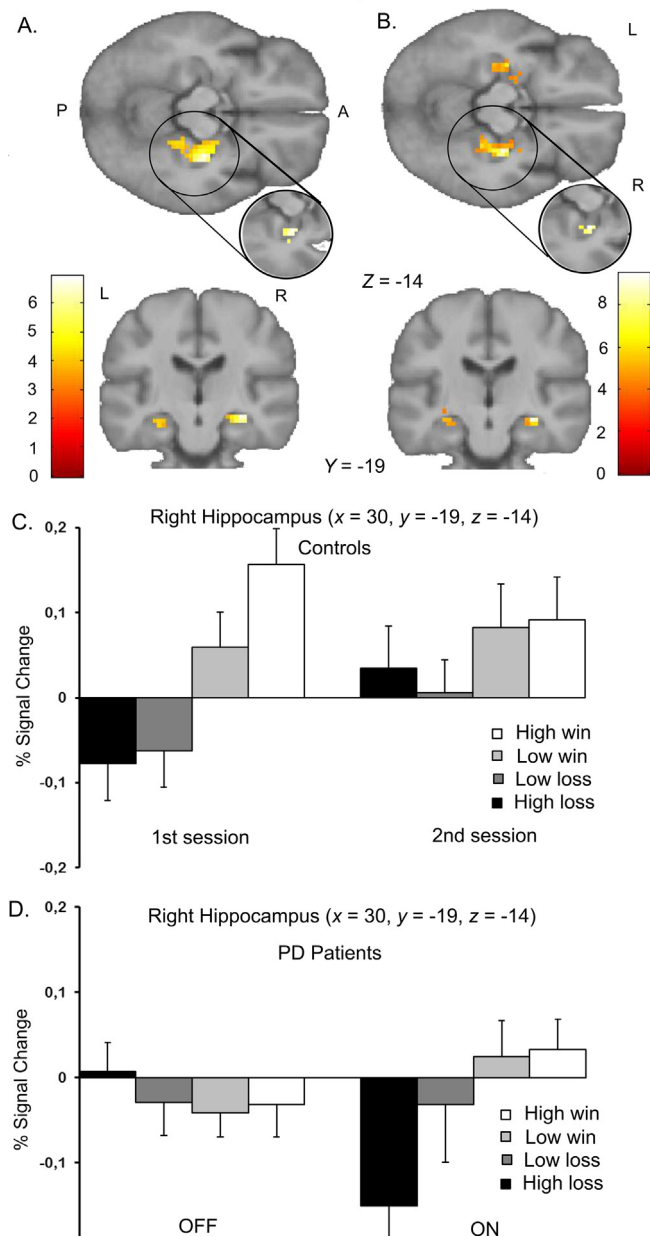 A.
B.
L
P
A
R
L
R
Z = -14
6
5
4
3
2
1
0
8
6
4
2
0
Y = -19
C.
0,2
Right Hippocampus (x = 30, y = -19, z = -14)
Controls
0,1
% Signal Change
0
High win
Low win
-0,1
Low loss
High loss
1st session
2nd session
-0,2
D.
0,2
Right Hippocampus (x = 30, y = -19, z = -14)
PD Patients
0,1
% Signal Change
0
High win
-0,1
Low win
Low loss
High loss
OFF
ON